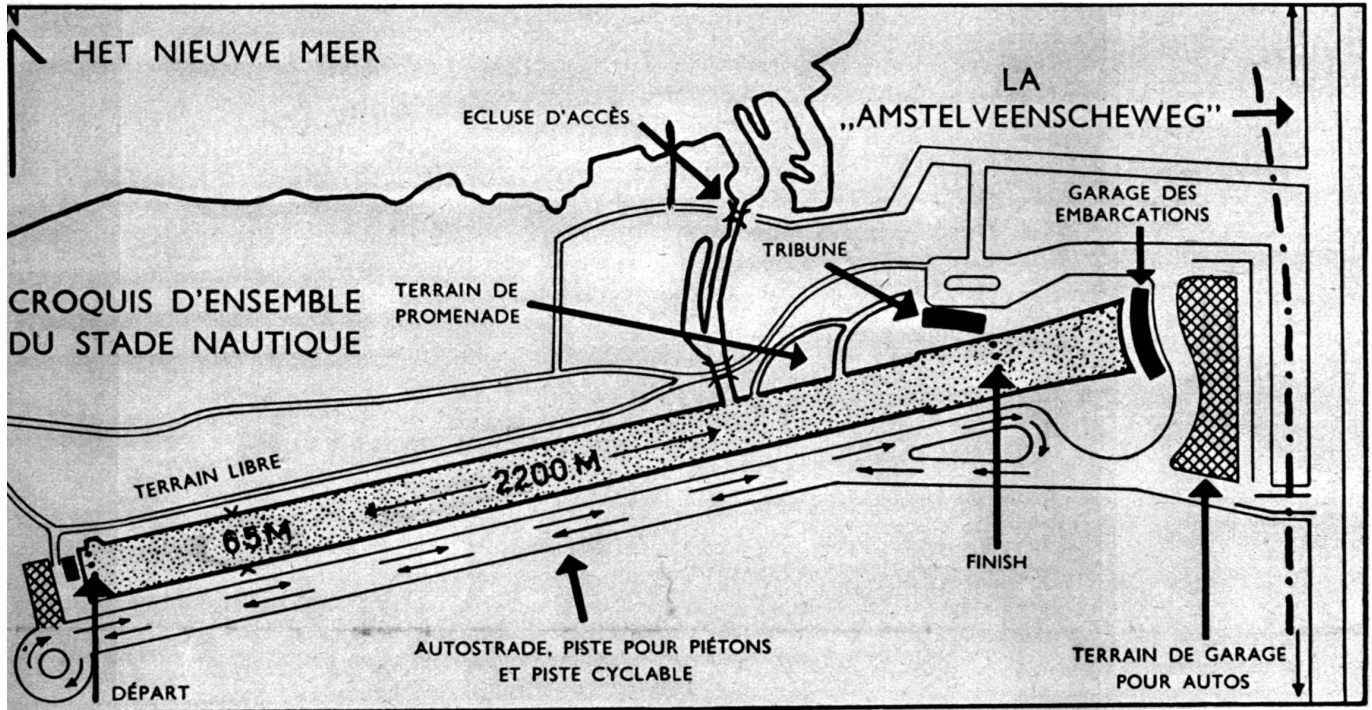 HET NIEUWE MEER
LA
„AMSTELVEENSCHEWEG"
ECLUSE D'ACCÈS
GARAGE DES
EMBARCATIONS
TRIBUNE
CROQUIS D'ENSEMBLE
DU STADE NAUTIQUE
TERRAIN DE
PROMENADE
TERRAIN LIBRE
2200 M
65M
FINISH
AUTOSTRADE, PISTE POUR PIÉTONS
ET PISTE CYCLABLE
TERRAIN DE GARAGE
POUR AUTOS
DÉPART